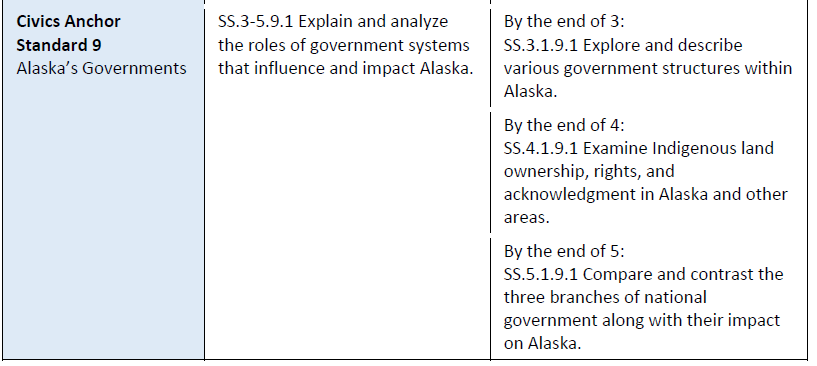 Civics Anchor
Standard 9
Alaska's Governments
SS.3-5.9.1 Explain and analyze
the roles of government systems
that influence and impact Alaska.
By the end of 3:
SS.3.1.9.1 Explore and describe
various government structures within
Alaska.
By the end of 4:
SS.4.1.9.1 Examine Indigenous land
ownership, rights, and
acknowledgment in Alaska and other
areas.
By the end of 5:
SS.5.1.9.1 Compare and contrast the
three branches of national
government along with their impact
on Alaska.